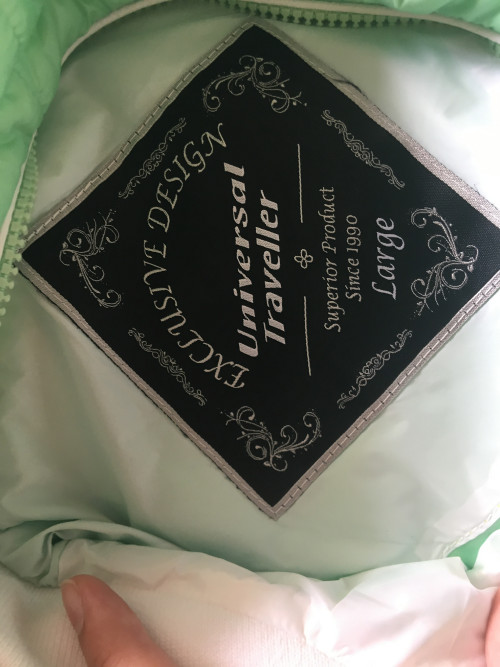 EXCLUSIVE DESIGN
Universal
Traveller
Superior Product
Since 1990
Large